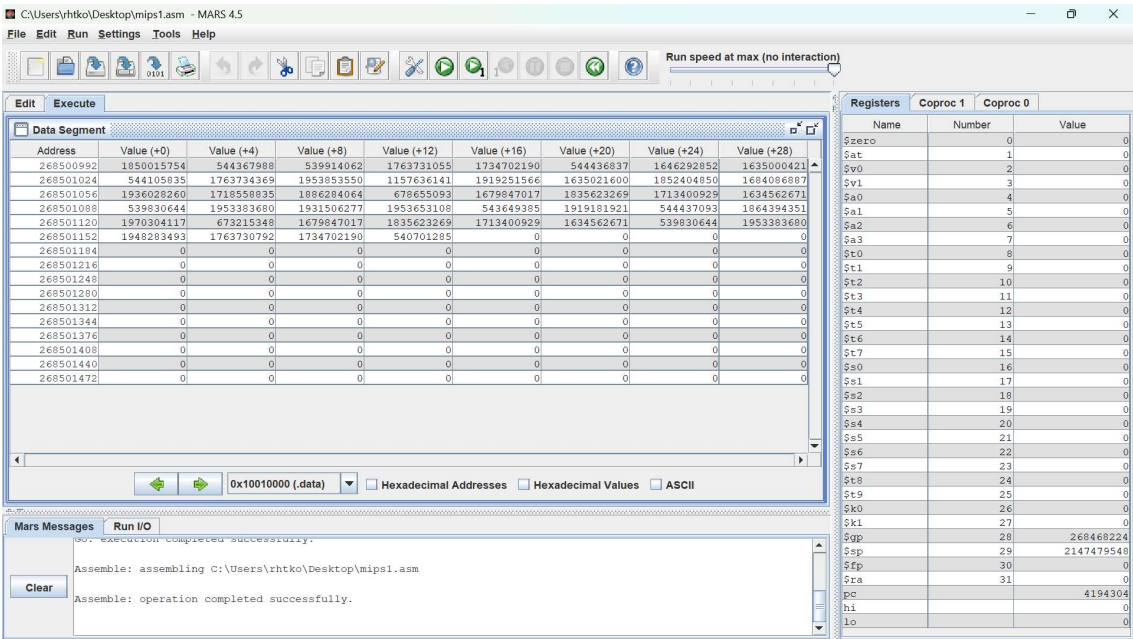 C:\Users\rhtko\Desktop\mips1.asm - MARS 4.5
File Edit Run Settings Tools Help
Run speed at max (no interaction)
Edit Execute
Data Segment
Address Value (+0) Value (+4) Value (+8) Value (+12) Value (+16) Value (+20) Value (+24) Value (+28)
268500992 1850015754 544367988 539914062 1763731055 1734702190 544436837 1646292852 1635000421
268501024 544105835 1763734369 1953853550 1157636141 1919251566 1635021600 1852404850 1684086887
268501056 1936028260 1718558835 1886284064 678655093 1679847017 1835623269 1713400929 1634562671
268501088 539830644 1953383680 1931506277 1953653108 543649385 1919181921 544437093 1864394351
268501120 1970304117 673215348 1679847017 1835623269 1713400929 1634562671 539830644 1953383680
268501152 1948283493 1763730792 1734702190 540701285 0 0 0 0
268501184 0 0 0 0 0 0 0 0
268501216 0 0 0 0 0 0 0 0
268501248 0 0 0 0 0 0 0 0
268501280 0 0 0 0 0 0 0 0
268501312 0 0 0 0 0 0 0 0
268501344 0 0 0 0 0 0 0 0
268501376 0 0 0 0 0 0 0 0
268501408 0 0 0 0 0 0 0 0
268501440 0 0 0 0 0 0 0 0
268501472 0 0 0 0 0 0 0 0
0x10010000 (.data) Hexadecimal Addresses Hexadecimal Values ASCII
Mars Messages Run I/O
Go: execution completed successfully.
Assemble: assembling C:\Users\rhtko\Desktop\mips1.asm
Assemble: operation completed successfully.
Clear
Registers Coproc 1 Coproc 0
Name Number Value
$zero 0 0
$at 1 0
$v0 2 0
$v1 3 0
$a0 4 0
$a1 5 0
$a2 6 0
$a3 7 0
$t0 8 0
$t1 9 0
$t2 10 0
$t3 11 0
$t4 12 0
$t5 13 0
$t6 14 0
$t7 15 0
$s0 16 0
$s1 17 0
$s2 18 0
$s3 19 0
$s4 20 0
$s5 21 0
$s6 22 0
$s7 23 0
$t8 24 0
$t9 25 0
$k0 26 0
$k1 27 0
$gp 28 268468224
$sp 29 2147479548
$fp 30 0
$ra 31 0
pc 4194304
hi 0
lo 0